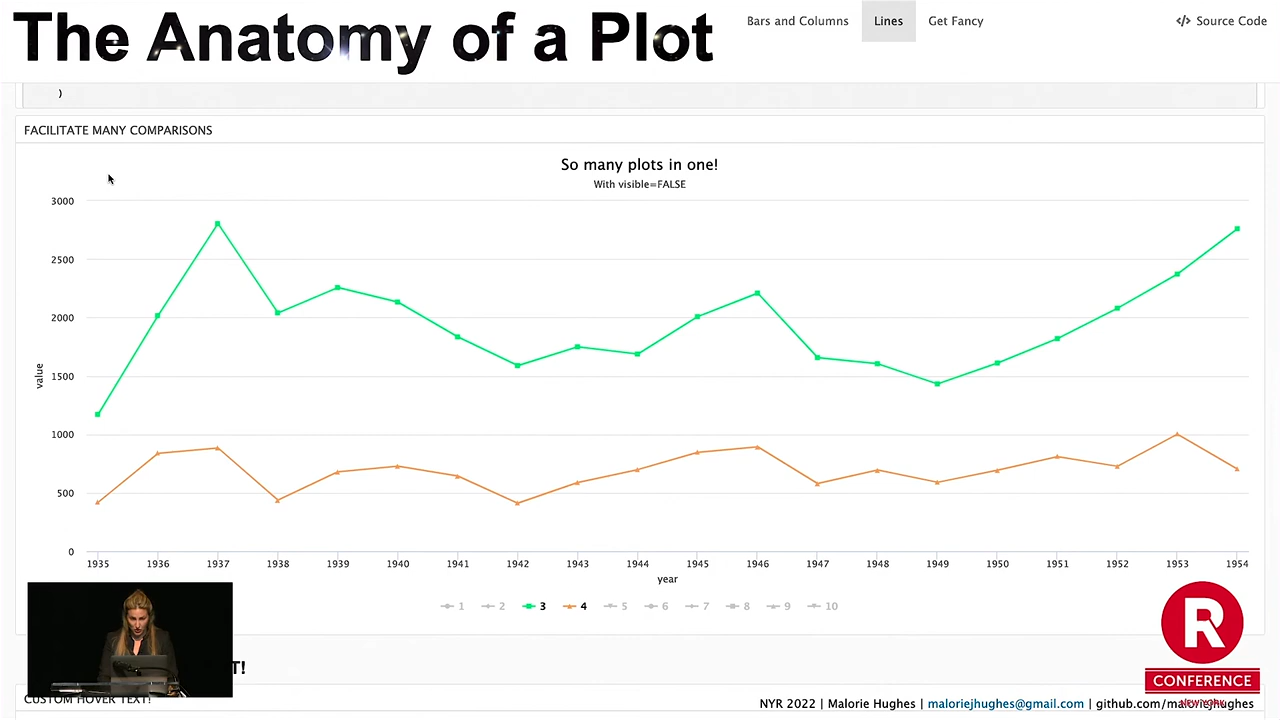 The Anatomy of a Plot
Bars and Columns
Lines
Get Fancy
</> Source Code
)
FACILITATE MANY COMPARISONS
So many plots in one!
With visible=FALSE
3000
2500
2000
1500
1000
500
0
value
1935 1936 1937 1938 1939 1940 1941 1942 1943 1944 1945 1946 1947 1948 1949 1950 1951 1952 1953 1954
year
1 2 3 4 5 6 7 8 9 10
T!
CUSTOM HOVER TEXT!
R
CONFERENCE
NEW YORK
NYR 2022 | Malorie Hughes | maloriejhughes@gmail.com | github.com/maloriejhughes